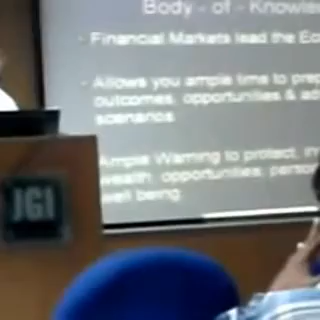 Body - of - Knowle
- Financial Markets lead the Eco
- Allows you ample time to prep
outcomes, opportunities & ad
scenarios
Ample Warning to protect, in
wealth opportunities perso
well being
JGI